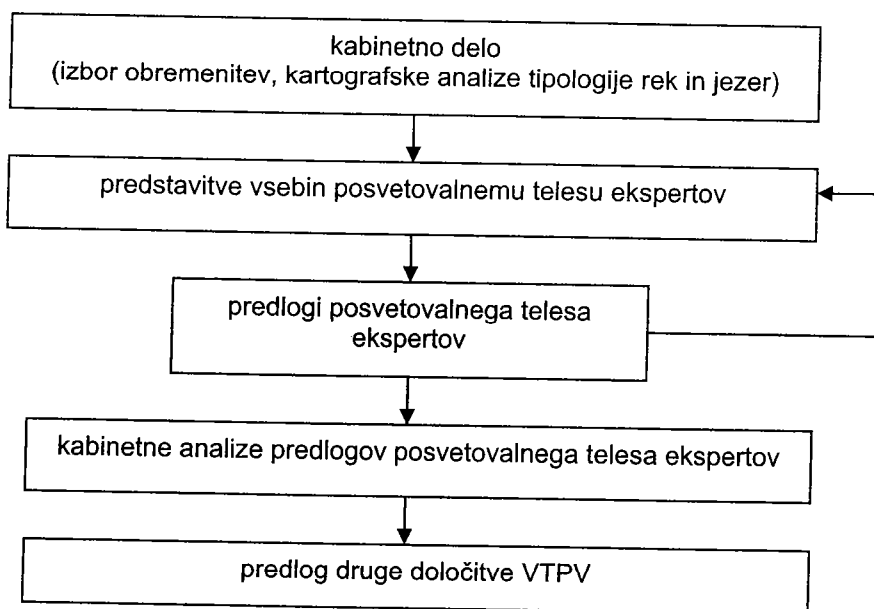 kabinetno delo
(izbor obremenitev, kartografske analize tipologije rek in jezer)
predstavitve vsebin posvetovalnemu telesu ekspertov
predlogi posvetovalnega telesa
ekspertov
kabinetne analize predlogov posvetovalnega telesa ekspertov
predlog druge določitve VTPV